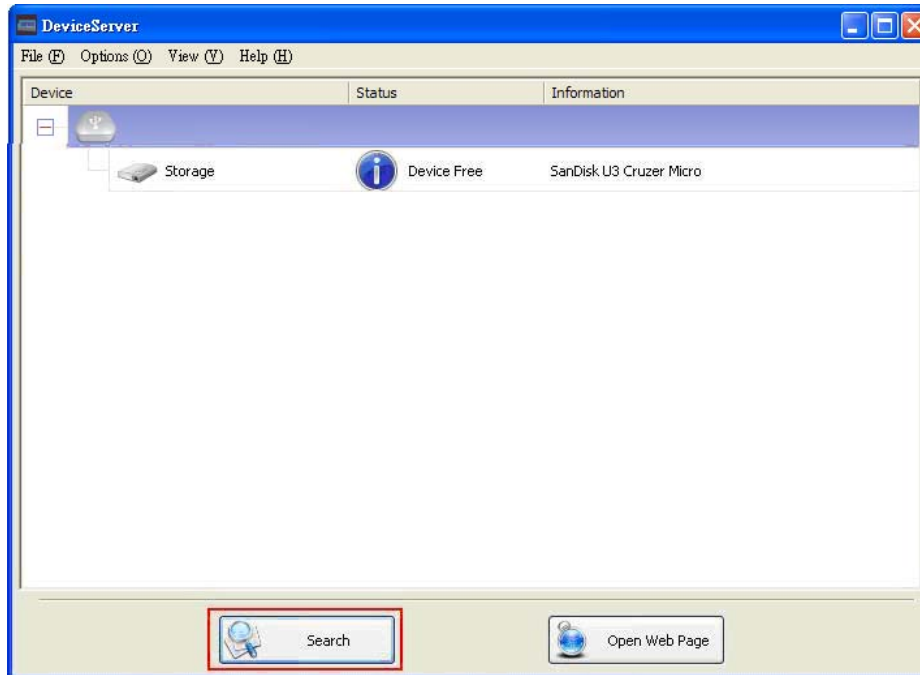 DeviceServer
File (F) Options (O) View (V) Help (H)
Device Status Information
Storage Device Free SanDisk U3 Cruzer Micro
Search Open Web Page